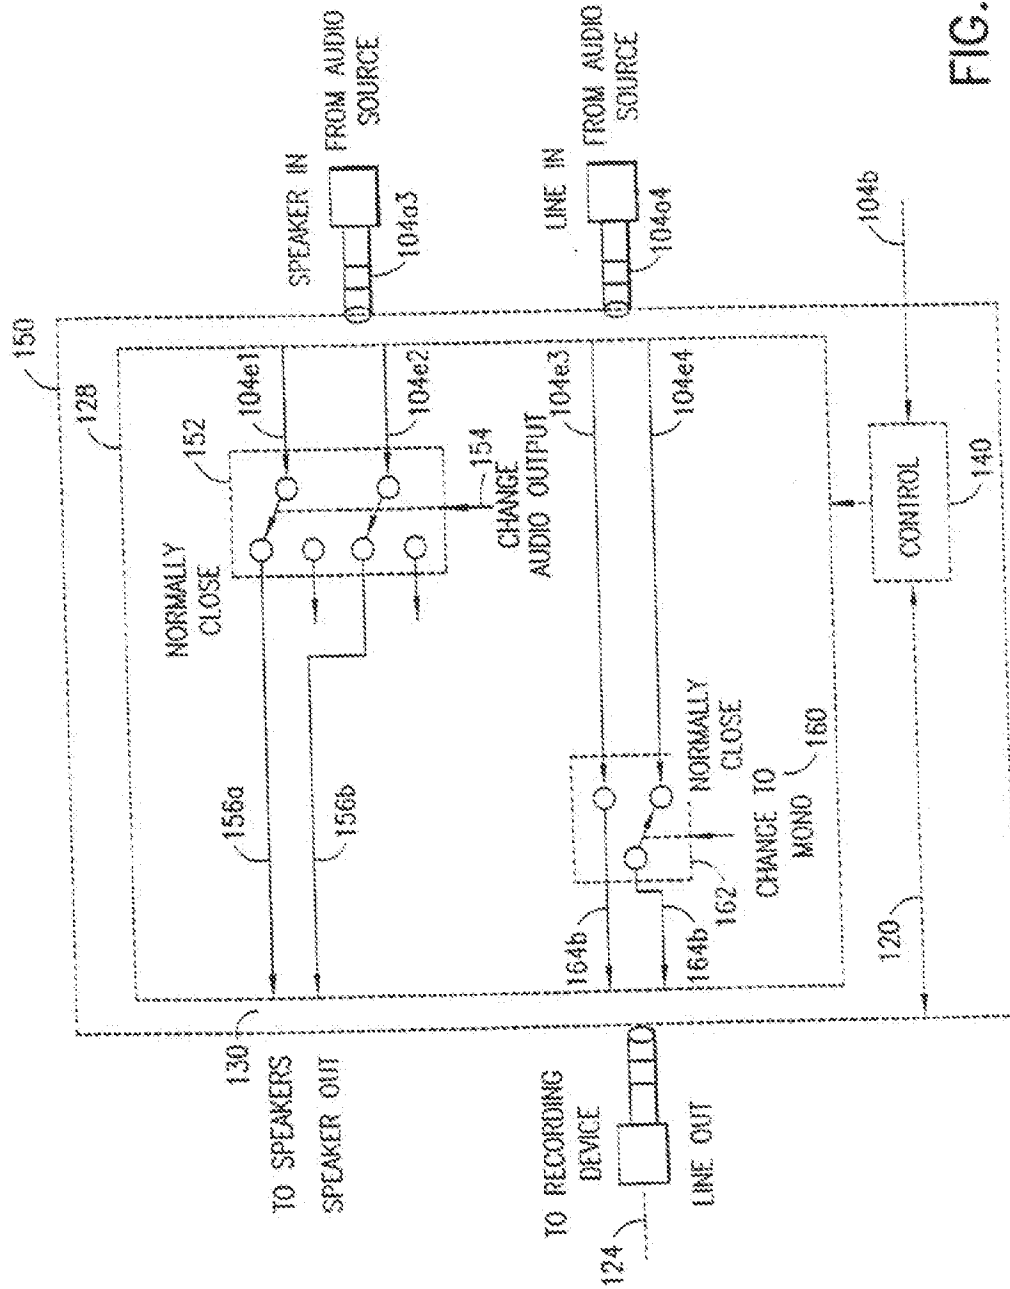 150
128
152
NORMALLY
CLOSE
104e1
104e2
154
CHANGE
AUDIO OUTPUT
SPEAKER IN
FROM AUDIO
SOURCE
104a3
LINE IN
FROM AUDIO
SOURCE
104a4
104e3
104e4
156a
156b
130
TO SPEAKERS
SPEAKER OUT
NORMALLY
CLOSE
CHANGE TO
MONO
160
162
164b
164b
TO RECORDING
DEVICE
LINE OUT
124
120
CONTROL
140
104b
FIG.